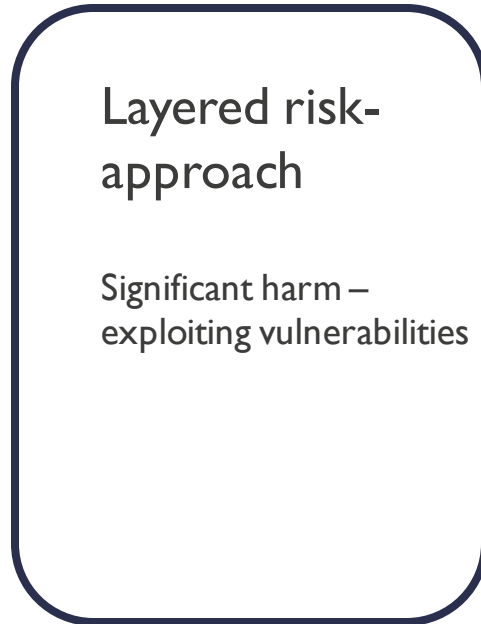 Layered risk-
approach
Significant harm –
exploiting vulnerabilities